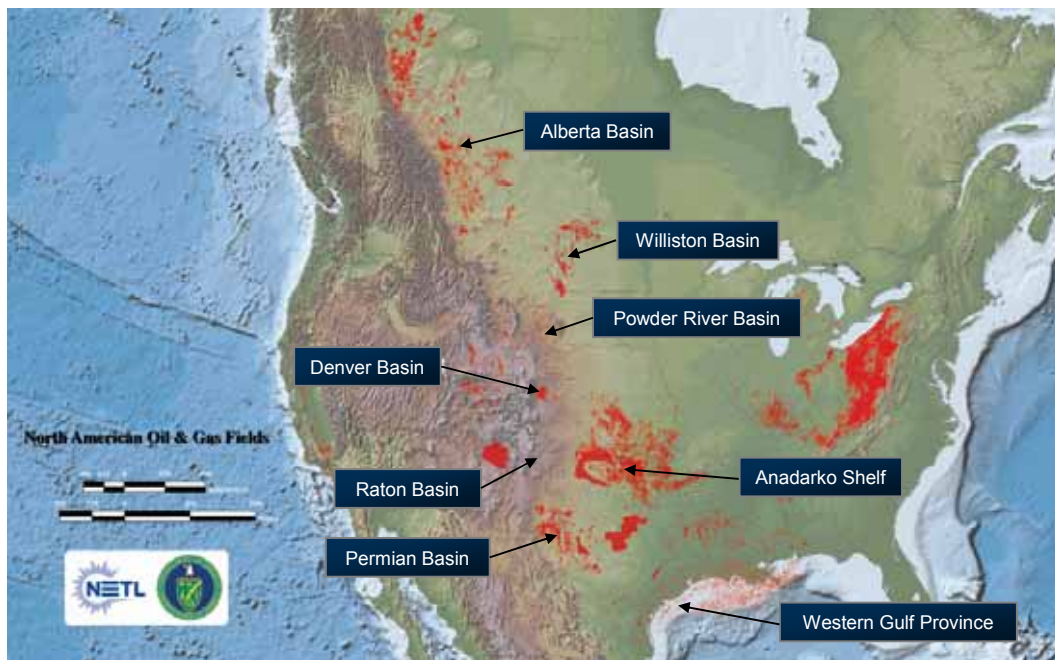 Alberta Basin
Williston Basin
Powder River Basin
Denver Basin
North American Oil & Gas Fields
Raton Basin
Anadarko Shelf
Permian Basin
NETL
Western Gulf Province